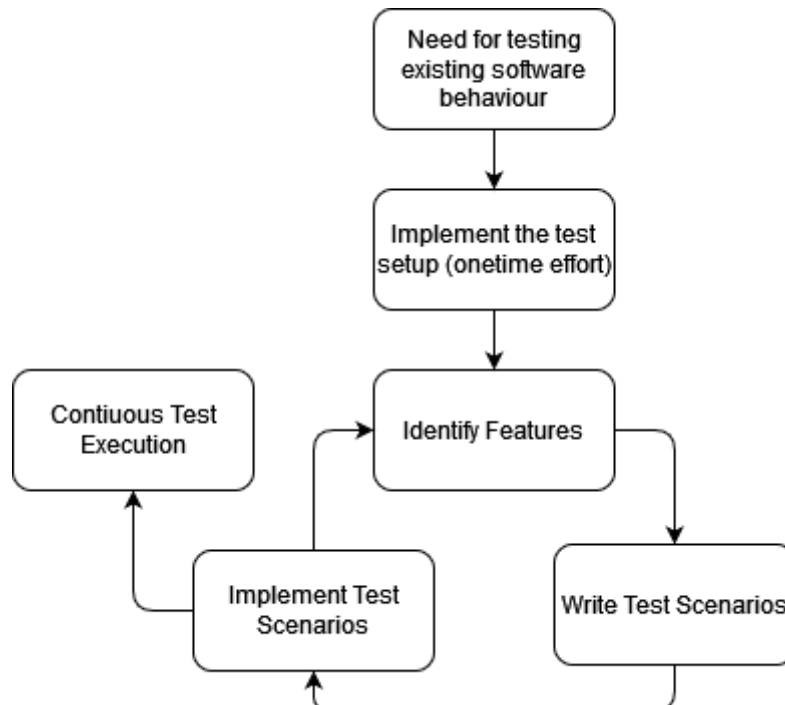 Need for testing
existing software
behaviour
Implement the test
setup (onetime effort)
Identify Features
Contiuous Test
Execution
Implement Test
Scenarios
Write Test Scenarios